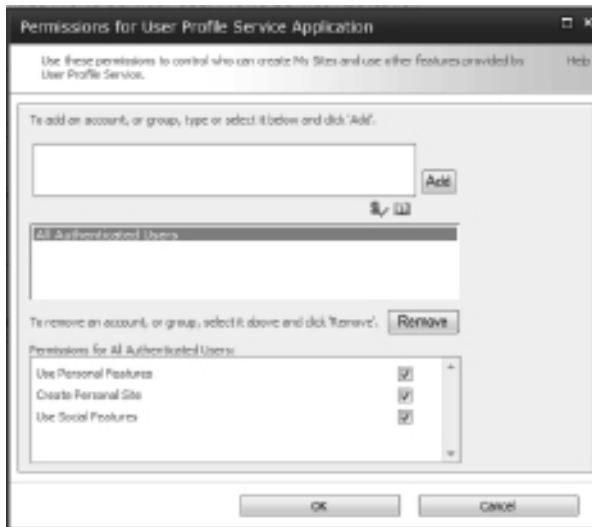 Permissions for User Profile Service Application
Use these permissions to control who can create My Sites and use other features provided by
User Profile Service.
Help
To add an account, or group, type or select it below and click 'Add'.
Add
All Authenticated Users
To remove an account, or group, select it above and click 'Remove'.
Remove
Permissions for All Authenticated Users:
Use Personal Features
Create Personal Site
Use Social Features
OK
Cancel